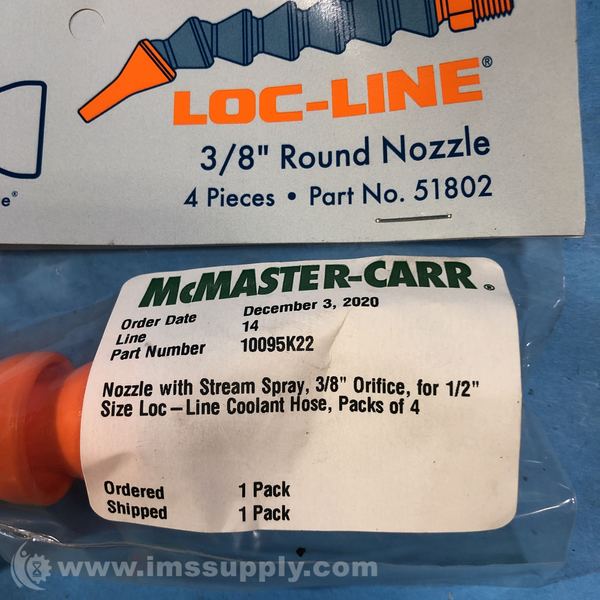 LOC-LINE®
3/8" Round Nozzle
4 Pieces • Part No. 51802
e®
McMASTER-CARR®
Order Date December 3, 2020
Line 14
Part Number 10095K22
Nozzle with Stream Spray, 3/8" Orifice, for 1/2"
Size Loc-Line Coolant Hose, Packs of 4
Ordered 1 Pack
Shipped 1 Pack
www.imssupply.com